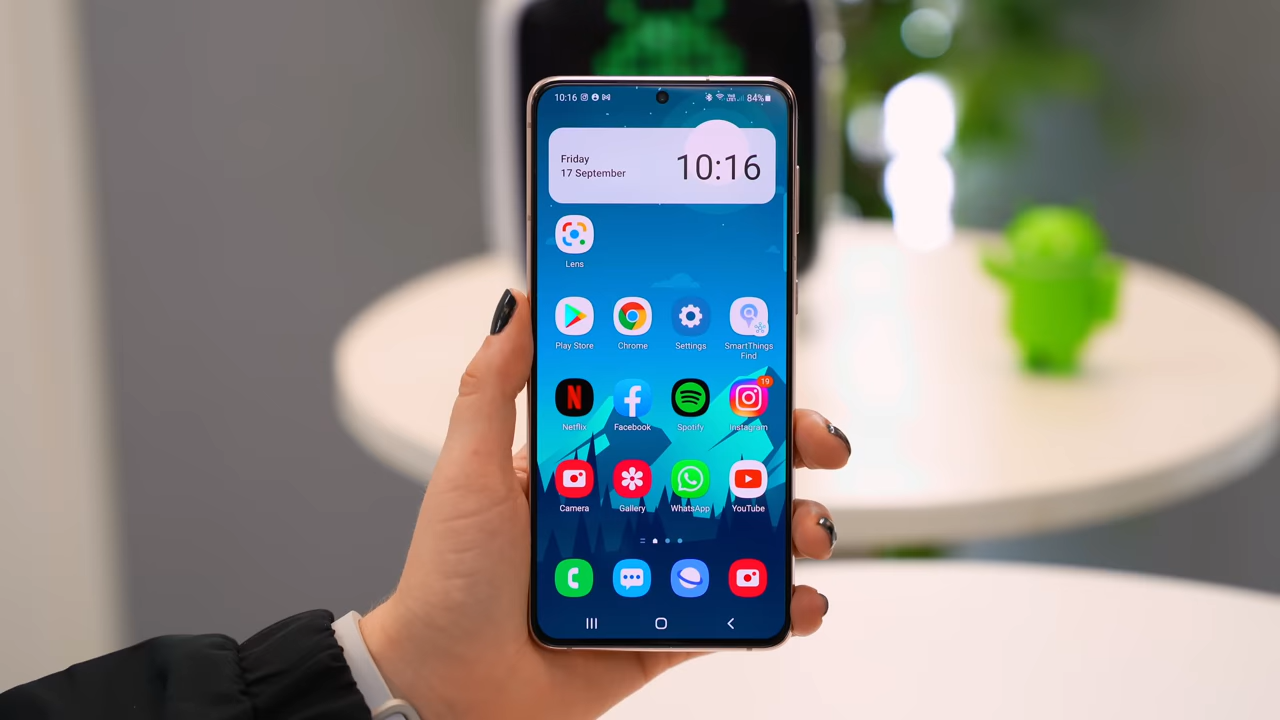 10:16
84%
Friday
17 September
10:16
Lens
Play Store
Chrome
Settings
SmartThings
Find
19
N
Netflix
Facebook
Spotify
Instagram
Camera
Gallery
WhatsApp
YouTube